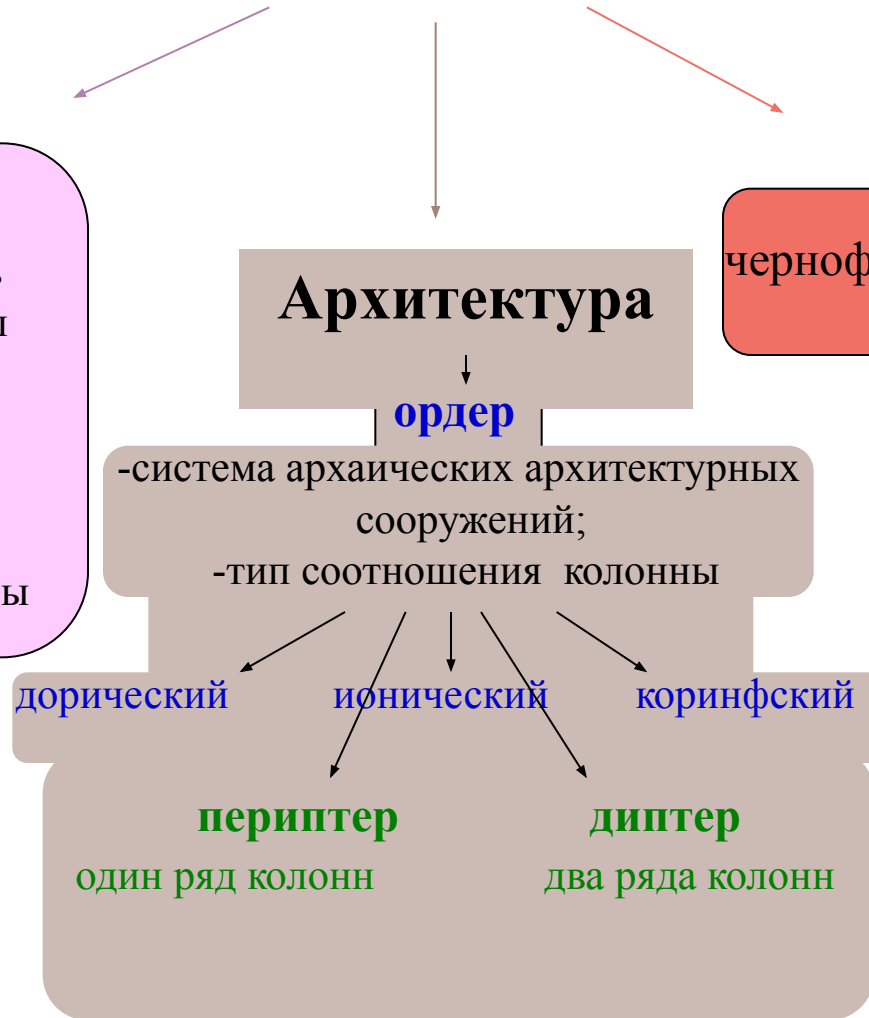 Архитектура
ордер
-система архаических архитектурных
сооружений;
-тип соотношения колонны
дорический ионический коринфский
периптер диптер
один ряд колонн два ряда колонн